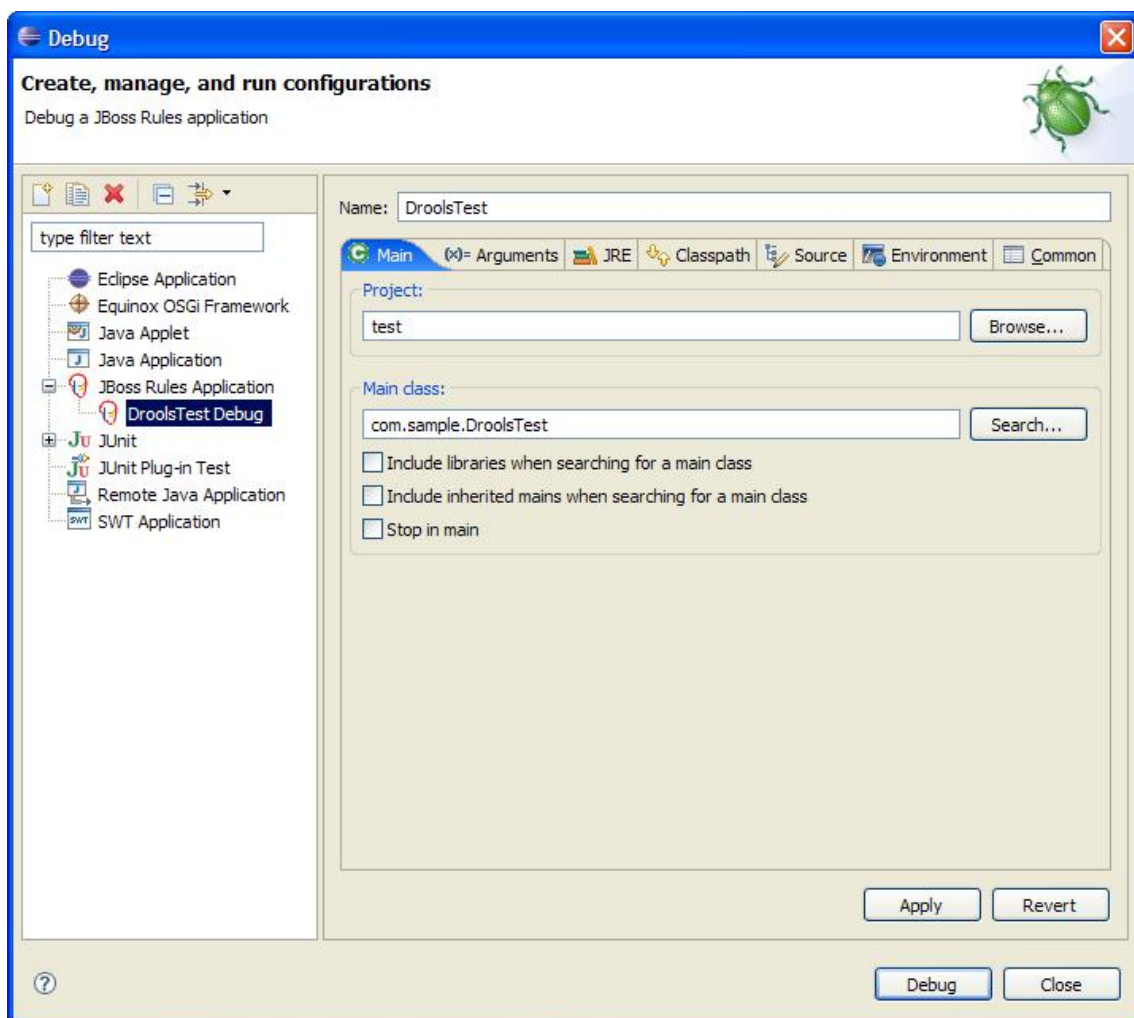 Debug
Create, manage, and run configurations
Debug a JBoss Rules application
type filter text
Eclipse Application
Equinox OSGi Framework
Java Applet
Java Application
JBoss Rules Application
DroolsTest Debug
Ju JUnit
JUnit Plug-in Test
Remote Java Application
SWT SWT Application
Name: DroolsTest
Main (x)= Arguments JRE Classpath Source Environment Common
Project:
test Browse...
Main class:
com.sample.DroolsTest Search...
Include libraries when searching for a main class
Include inherited mains when searching for a main class
Stop in main
Apply Revert
? Debug Close